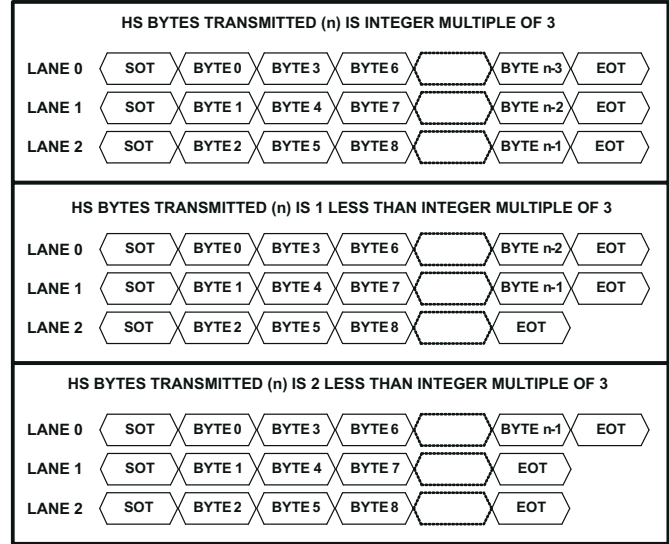 HS BYTES TRANSMITTED (n) IS INTEGER MULTIPLE OF 3
LANE 0 SOT BYTE 0 BYTE 3 BYTE 6 BYTE n-3 EOT
LANE 1 SOT BYTE 1 BYTE 4 BYTE 7 BYTE n-2 EOT
LANE 2 SOT BYTE 2 BYTE 5 BYTE 8 BYTE n-1 EOT
HS BYTES TRANSMITTED (n) IS 1 LESS THAN INTEGER MULTIPLE OF 3
LANE 0 SOT BYTE 0 BYTE 3 BYTE 6 BYTE n-2 EOT
LANE 1 SOT BYTE 1 BYTE 4 BYTE 7 BYTE n-1 EOT
LANE 2 SOT BYTE 2 BYTE 5 BYTE 8 EOT
HS BYTES TRANSMITTED (n) IS 2 LESS THAN INTEGER MULTIPLE OF 3
LANE 0 SOT BYTE 0 BYTE 3 BYTE 6 BYTE n-1 EOT
LANE 1 SOT BYTE 1 BYTE 4 BYTE 7 EOT
LANE 2 SOT BYTE 2 BYTE 5 BYTE 8 EOT